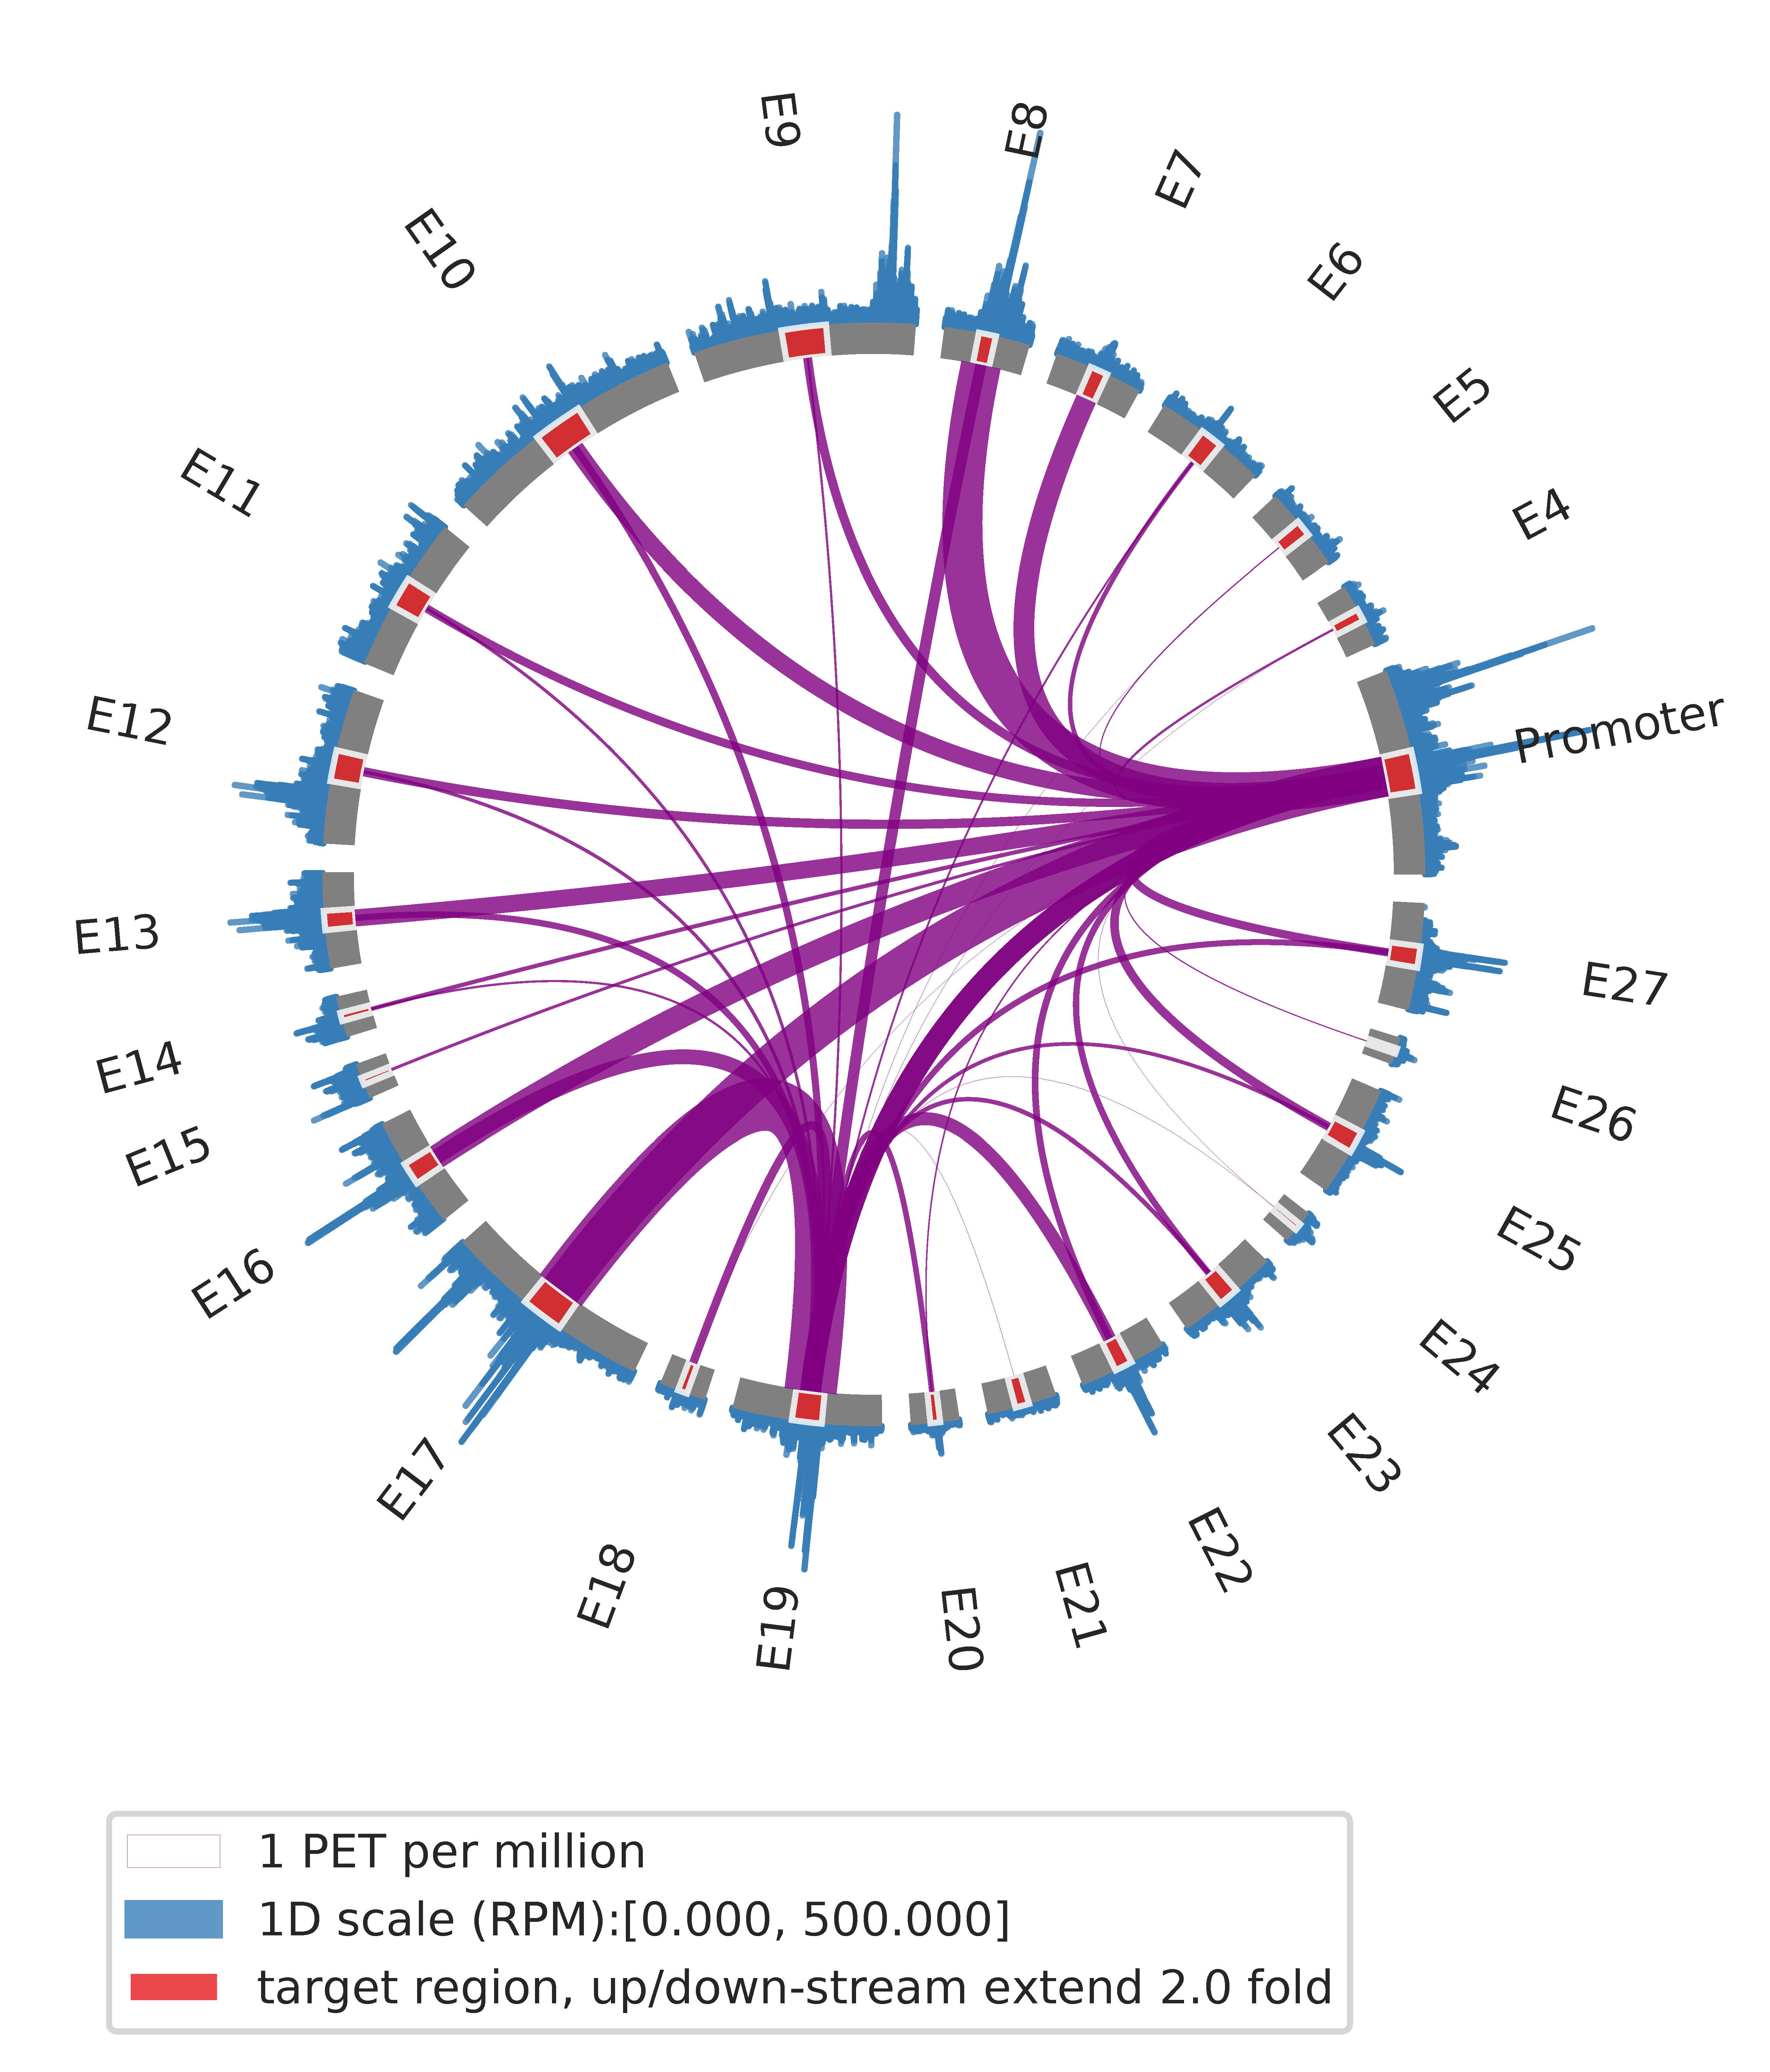 E9
E8
E7
E10
E6
E5
E11
E4
E12
Promoter
E13
E27
E14
E26
E15
E25
E16
E24
E17
E23
E18
E22
E19
E20
E21
1 PET per million
1D scale (RPM):[0.000, 500.000]
target region, up/down-stream extend 2.0 fold